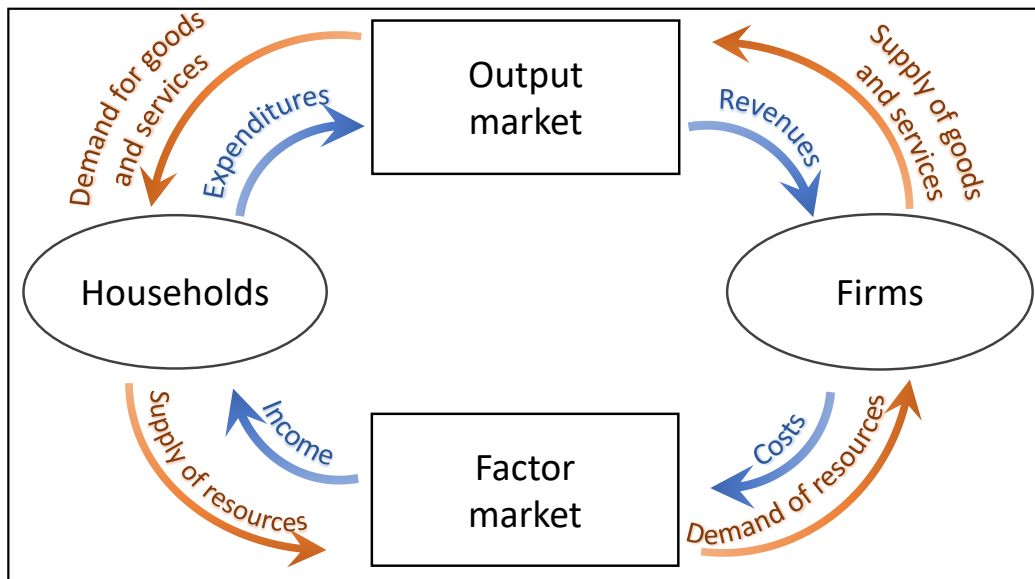 Demand for goods
and services
Expenditures
Output
market
Revenues
Supply of goods
and services
Households
Firms
Supply of resources
Income
Factor
market
Costs
Demand of resources